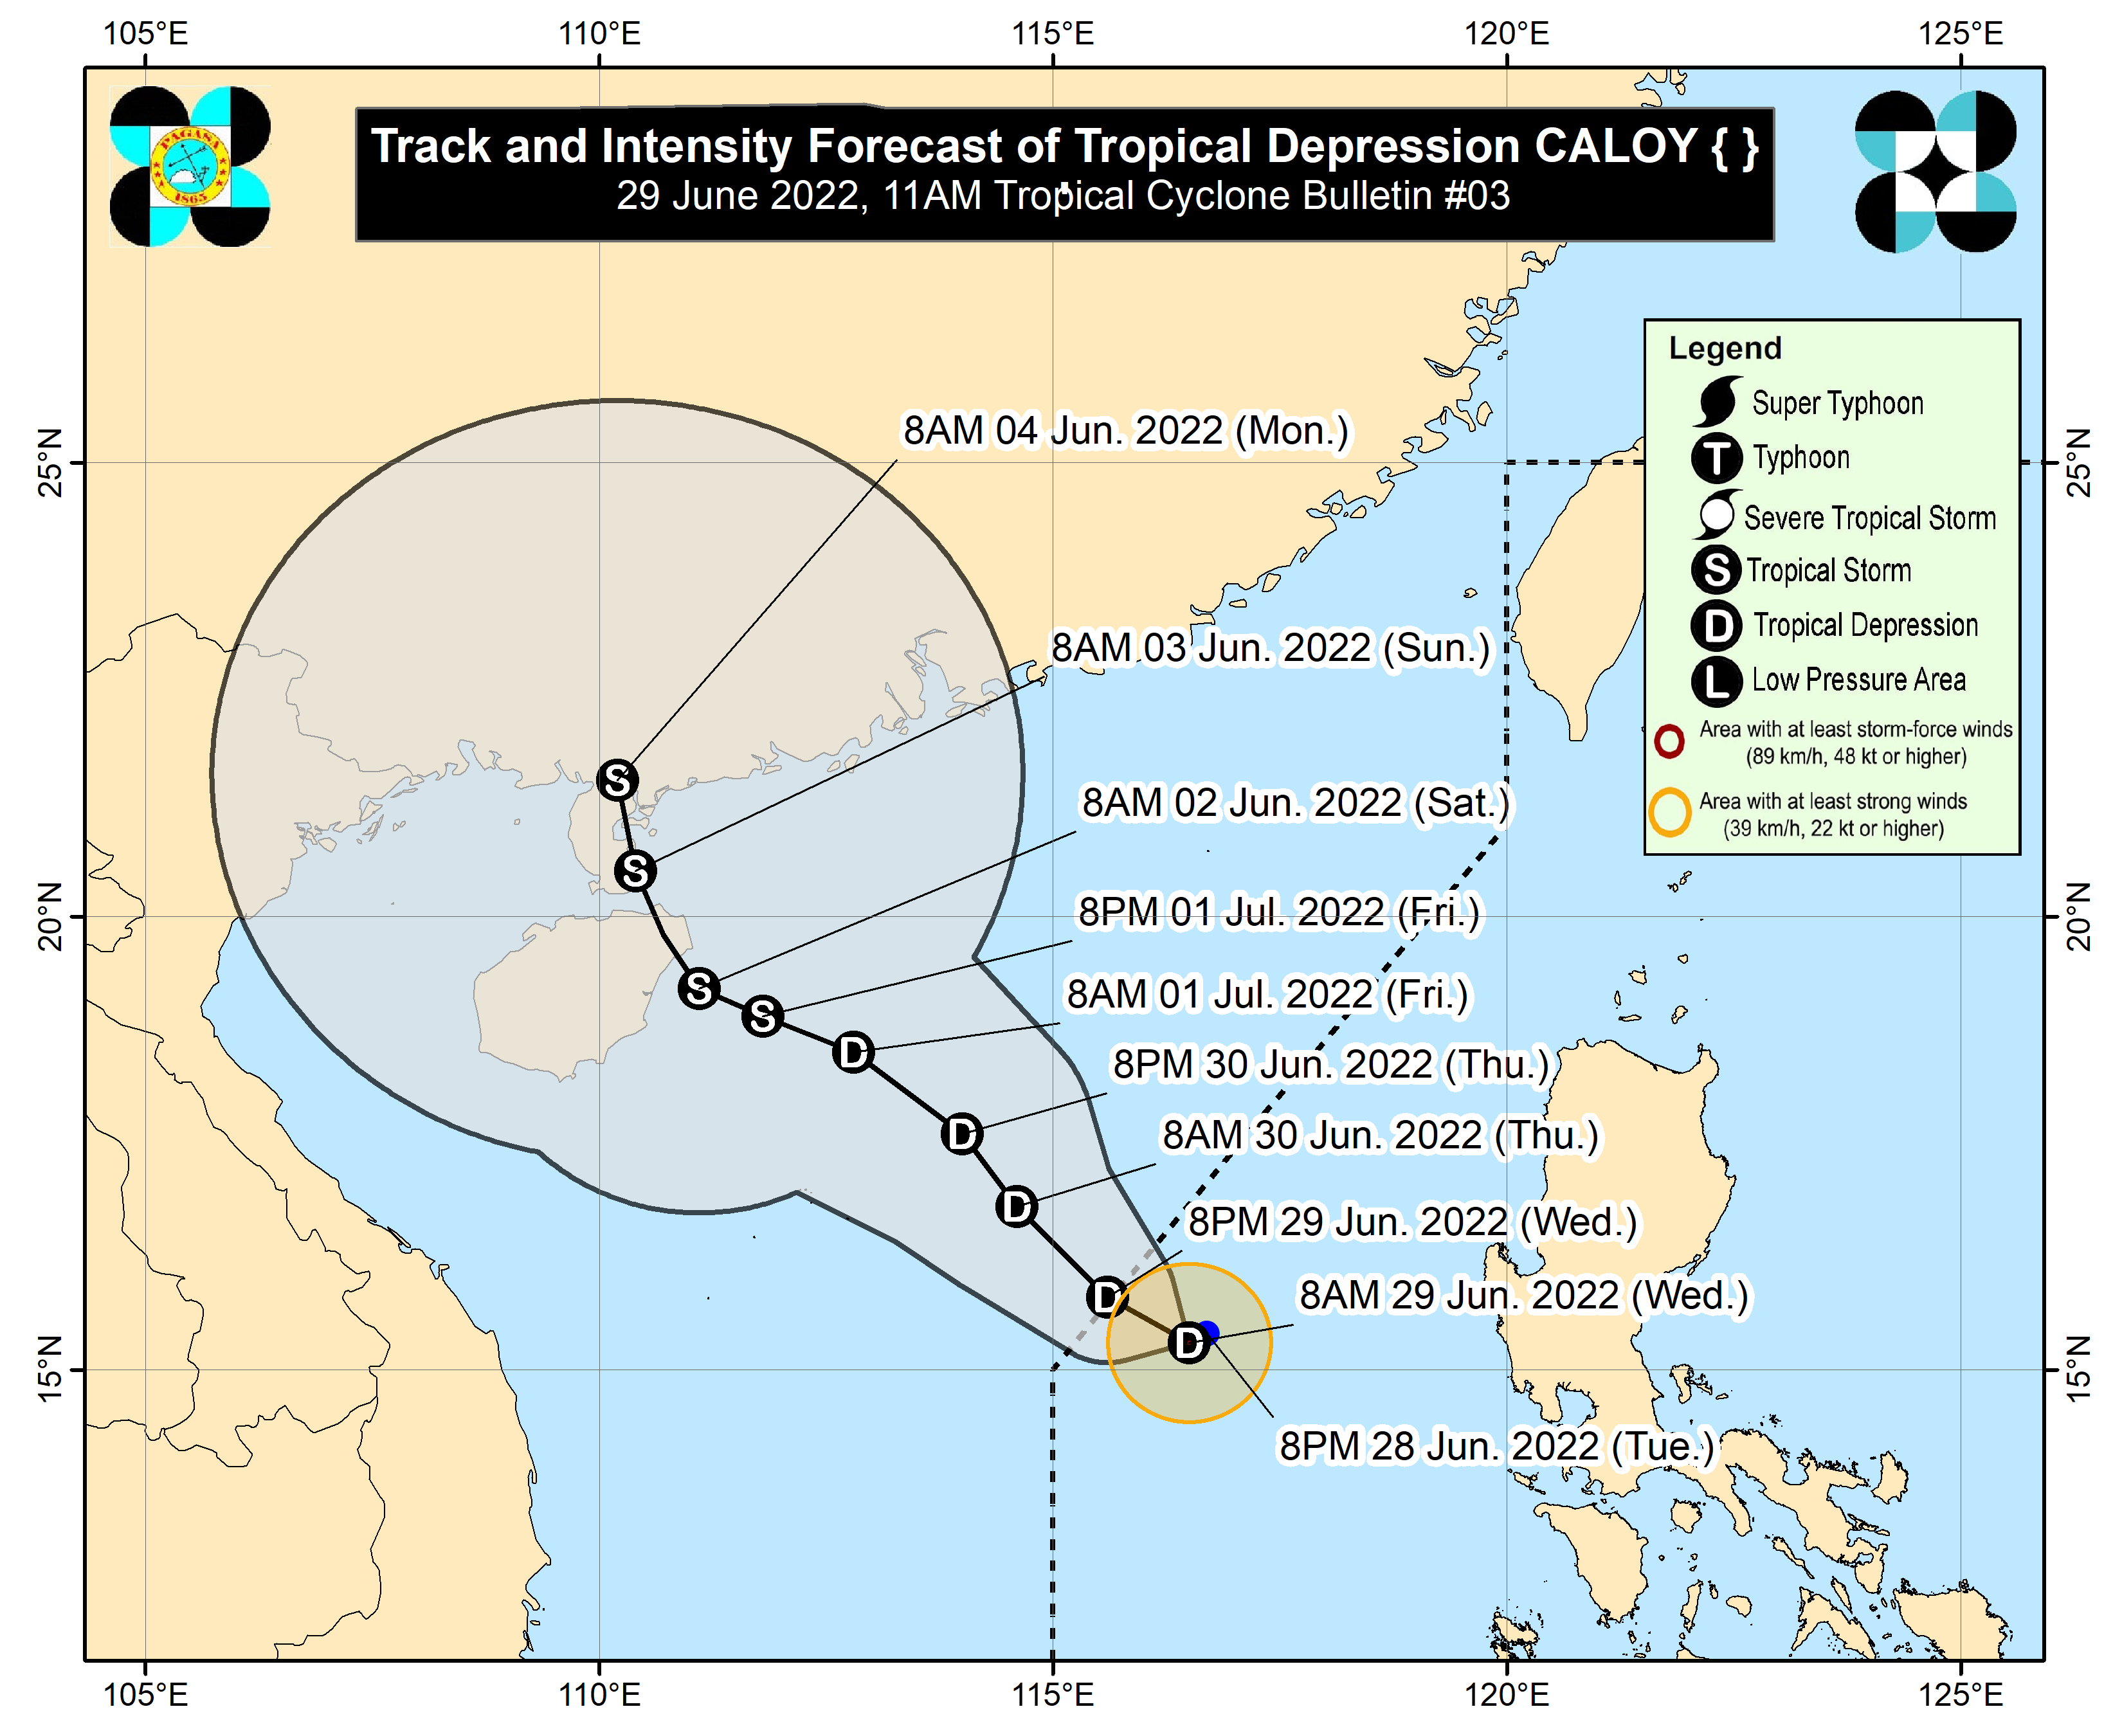 105°E 110°E 115°E 120°E 125°E
PAGASA
1865
Track and Intensity Forecast of Tropical Depression CALOY { }
29 June 2022, 11AM Tropical Cyclone Bulletin #03
Legend
Super Typhoon
T Typhoon
Severe Tropical Storm
S Tropical Storm
D Tropical Depression
L Low Pressure Area
Area with at least storm-force winds
(89 km/h, 48 kt or higher)
Area with at least strong winds
(39 km/h, 22 kt or higher)
8AM 04 Jun. 2022 (Mon.)
25°N 25°N
8AM 03 Jun. 2022 (Sun.)
S
8AM 02 Jun. 2022 (Sat.)
S
8PM 01 Jul. 2022 (Fri.)
20°N 20°N
S
8AM 01 Jul. 2022 (Fri.)
S
D
8PM 30 Jun. 2022 (Thu.)
D
8AM 30 Jun. 2022 (Thu.)
D
8PM 29 Jun. 2022 (Wed.)
D
8AM 29 Jun. 2022 (Wed.)
D
15°N 15°N
8PM 28 Jun. 2022 (Tue.)
105°E 110°E 115°E 120°E 125°E